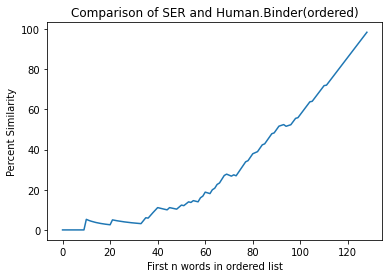 Comparison of SER and Human.Binder(ordered)
100
80
60
40
20
0
Percent Similarity
0 20 40 60 80 100 120
First n words in ordered list